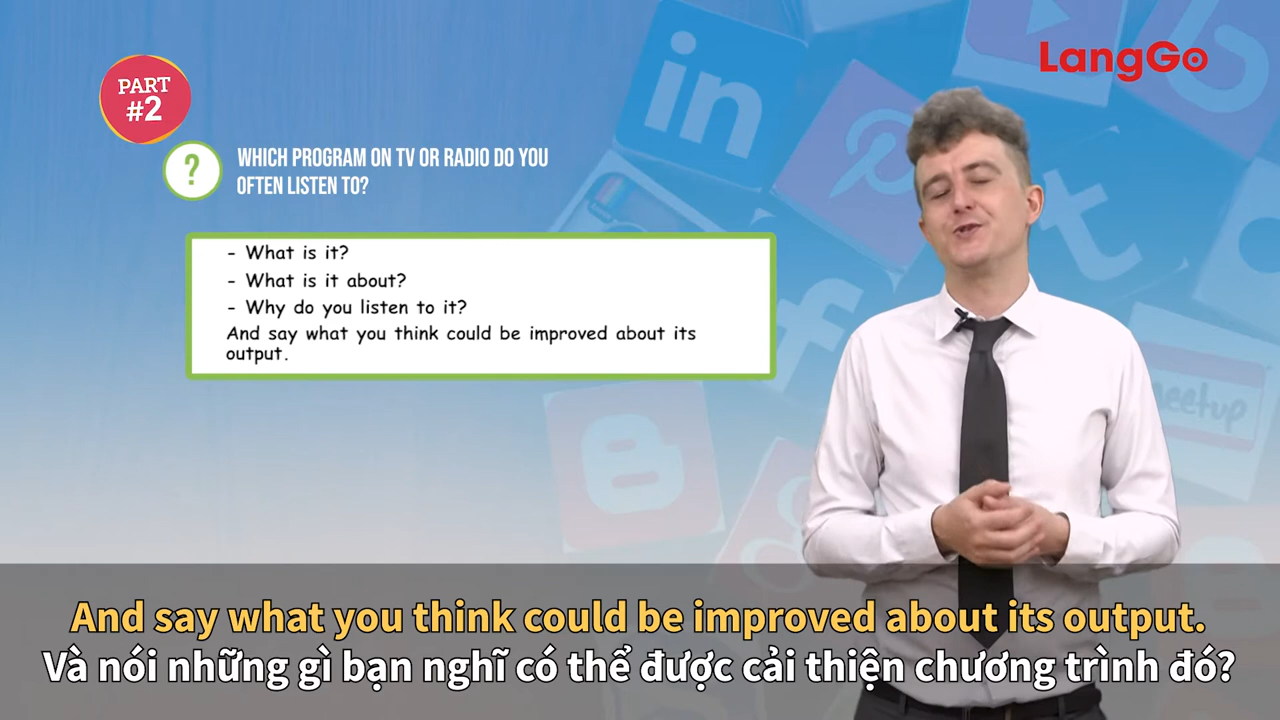 LangGo
PART
#2
?
WHICH PROGRAM ON TV OR RADIO DO YOU
OFTEN LISTEN TO?
- What is it?
- What is it about?
- Why do you listen to it?
And say what you think could be improved about its
output.
in
meetup
And say what you think could be improved about its output.
Và nói những gì bạn nghĩ có thể được cải thiện chương trình đó?